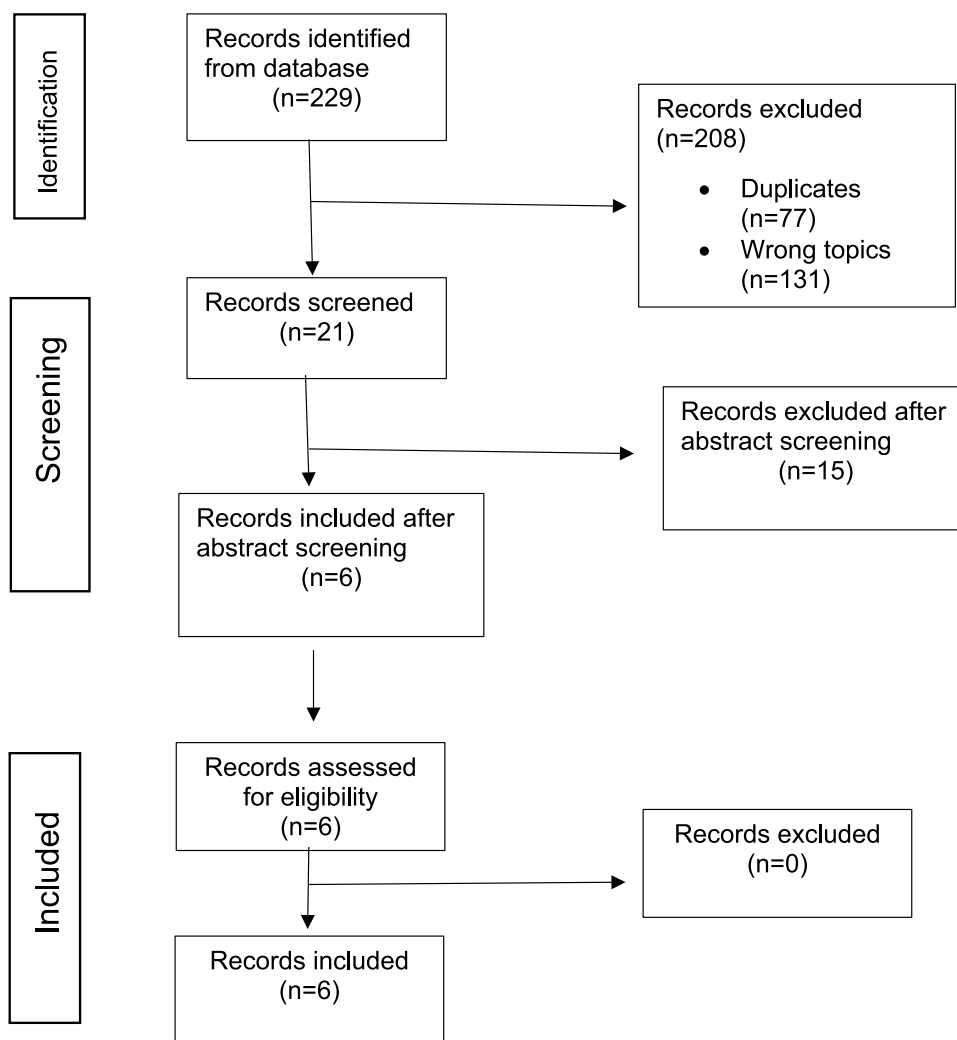 Identification
Records identified
from database
(n=229)
Records excluded
(n=208)
• Duplicates
(n=77)
• Wrong topics
(n=131)
Screening
Records screened
(n=21)
Records excluded after
abstract screening
(n=15)
Records included after
abstract screening
(n=6)
Included
Records assessed
for eligibility
(n=6)
Records excluded
(n=0)
Records included
(n=6)